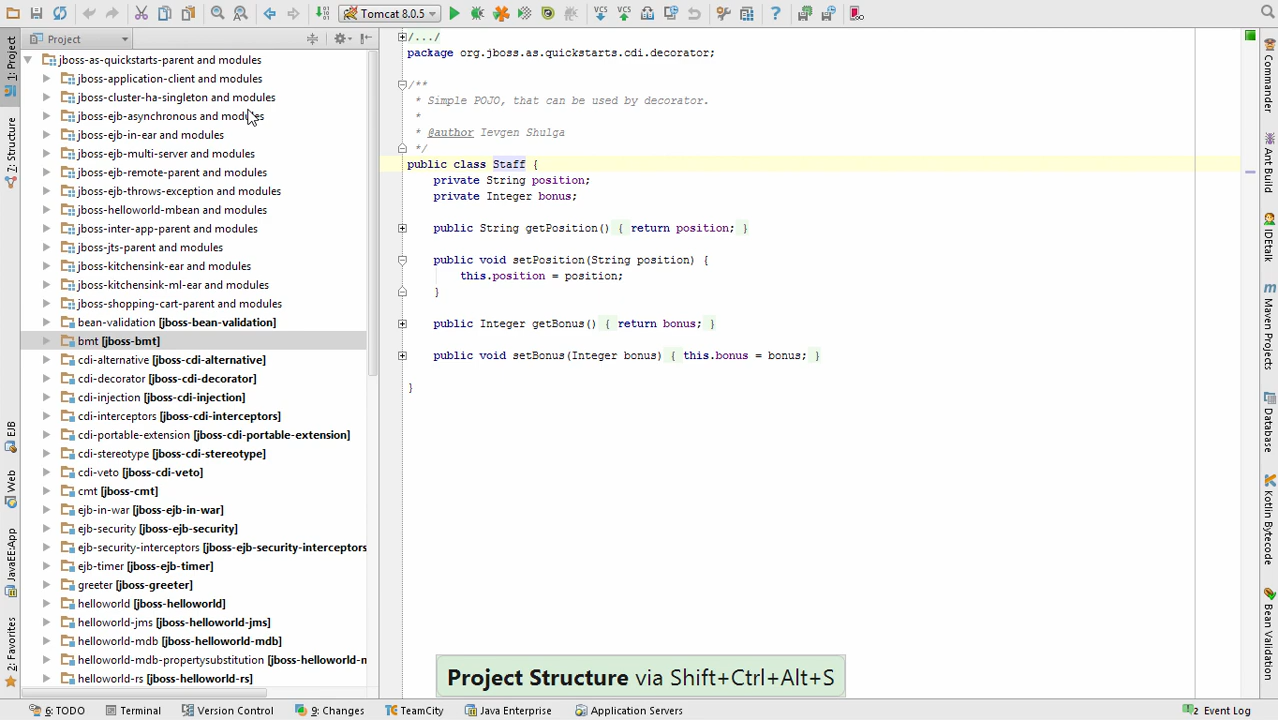 Tomcat 8.0.5
1: Project
7: Structure
EJB
Web
JavaEE:App
2: Favorites
Project
jboss-as-quickstarts-parent and modules
jboss-application-client and modules
jboss-cluster-ha-singleton and modules
jboss-ejb-asynchronous and modules
jboss-ejb-in-ear and modules
jboss-ejb-multi-server and modules
jboss-ejb-remote-parent and modules
jboss-ejb-throws-exception and modules
jboss-helloworld-mbean and modules
jboss-inter-app-parent and modules
jboss-jts-parent and modules
jboss-kitchensink-ear and modules
jboss-kitchensink-ml-ear and modules
jboss-shopping-cart-parent and modules
bean-validation [jboss-bean-validation]
bmt [jboss-bmt]
cdi-alternative [jboss-cdi-alternative]
cdi-decorator [jboss-cdi-decorator]
cdi-injection [jboss-cdi-injection]
cdi-interceptors [jboss-cdi-interceptors]
cdi-portable-extension [jboss-cdi-portable-extension]
cdi-stereotype [jboss-cdi-stereotype]
cdi-veto [jboss-cdi-veto]
cmt [jboss-cmt]
ejb-in-war [jboss-ejb-in-war]
ejb-security [jboss-ejb-security]
ejb-security-interceptors [jboss-ejb-security-interceptors
ejb-timer [jboss-ejb-timer]
greeter [jboss-greeter]
helloworld [jboss-helloworld]
helloworld-jms [jboss-helloworld-jms]
helloworld-mdb [jboss-helloworld-mdb]
helloworld-mdb-propertysubstitution [jboss-helloworld-m
helloworld-rs [jboss-helloworld-rs]
/.../
package org.jboss.as.quickstarts.cdi.decorator;
/**
* Simple POJO, that can be used by decorator.
*
* @author Ievgen Shulga
*/
public class Staff {
private String position;
private Integer bonus;
public String getPosition() { return position; }
public void setPosition(String position) {
this.position = position;
}
public Integer getBonus() { return bonus; }
public void setBonus(Integer bonus) { this.bonus = bonus; }
}
Project Structure via Shift+Ctrl+Alt+S
Commander
Ant Build
IDEtalk
Maven Projects
Database
Kotlin Bytecode
Bean Validation
6: TODO
Terminal
Version Control
9: Changes
TeamCity
Java Enterprise
Application Servers
2 Event Log